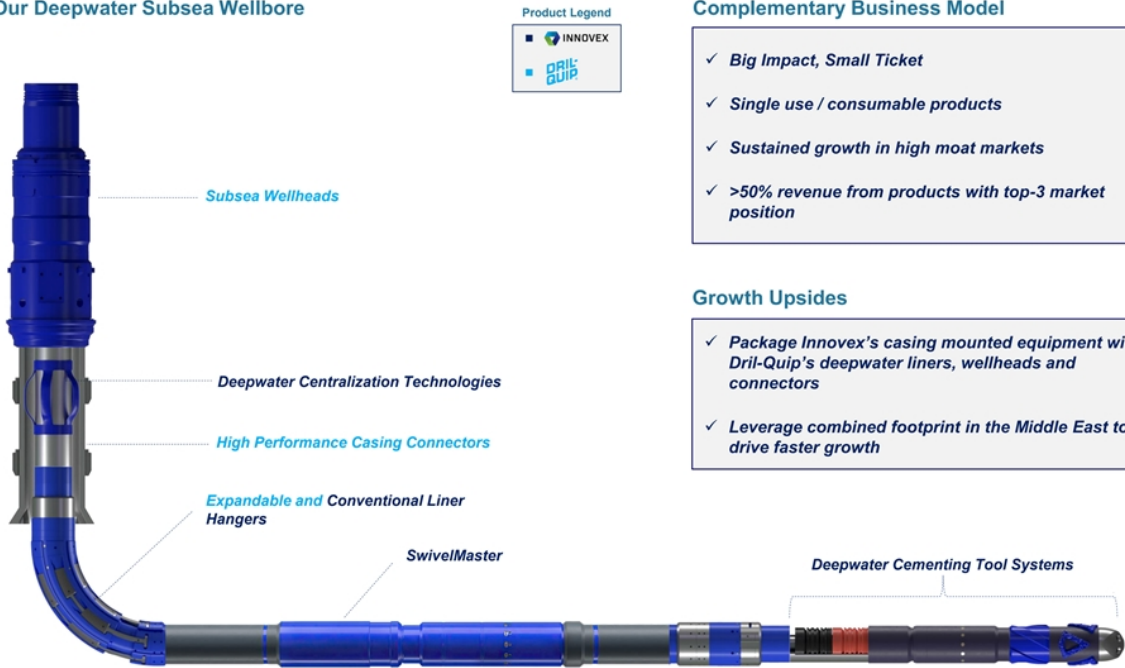 Our Deepwater Subsea Wellbore
Product Legend
INNOVEX
DRIL-
QUIP
Subsea Wellheads
Deepwater Centralization Technologies
High Performance Casing Connectors
Expandable and Conventional Liner
Hangers
SwivelMaster
Deepwater Cementing Tool Systems
Complementary Business Model
✓ Big Impact, Small Ticket
✓ Single use / consumable products
✓ Sustained growth in high moat markets
✓ >50% revenue from products with top-3 market
position
Growth Upsides
✓ Package Innovex’s casing mounted equipment wi
Dril-Quip’s deepwater liners, wellheads and
connectors
✓ Leverage combined footprint in the Middle East to
drive faster growth